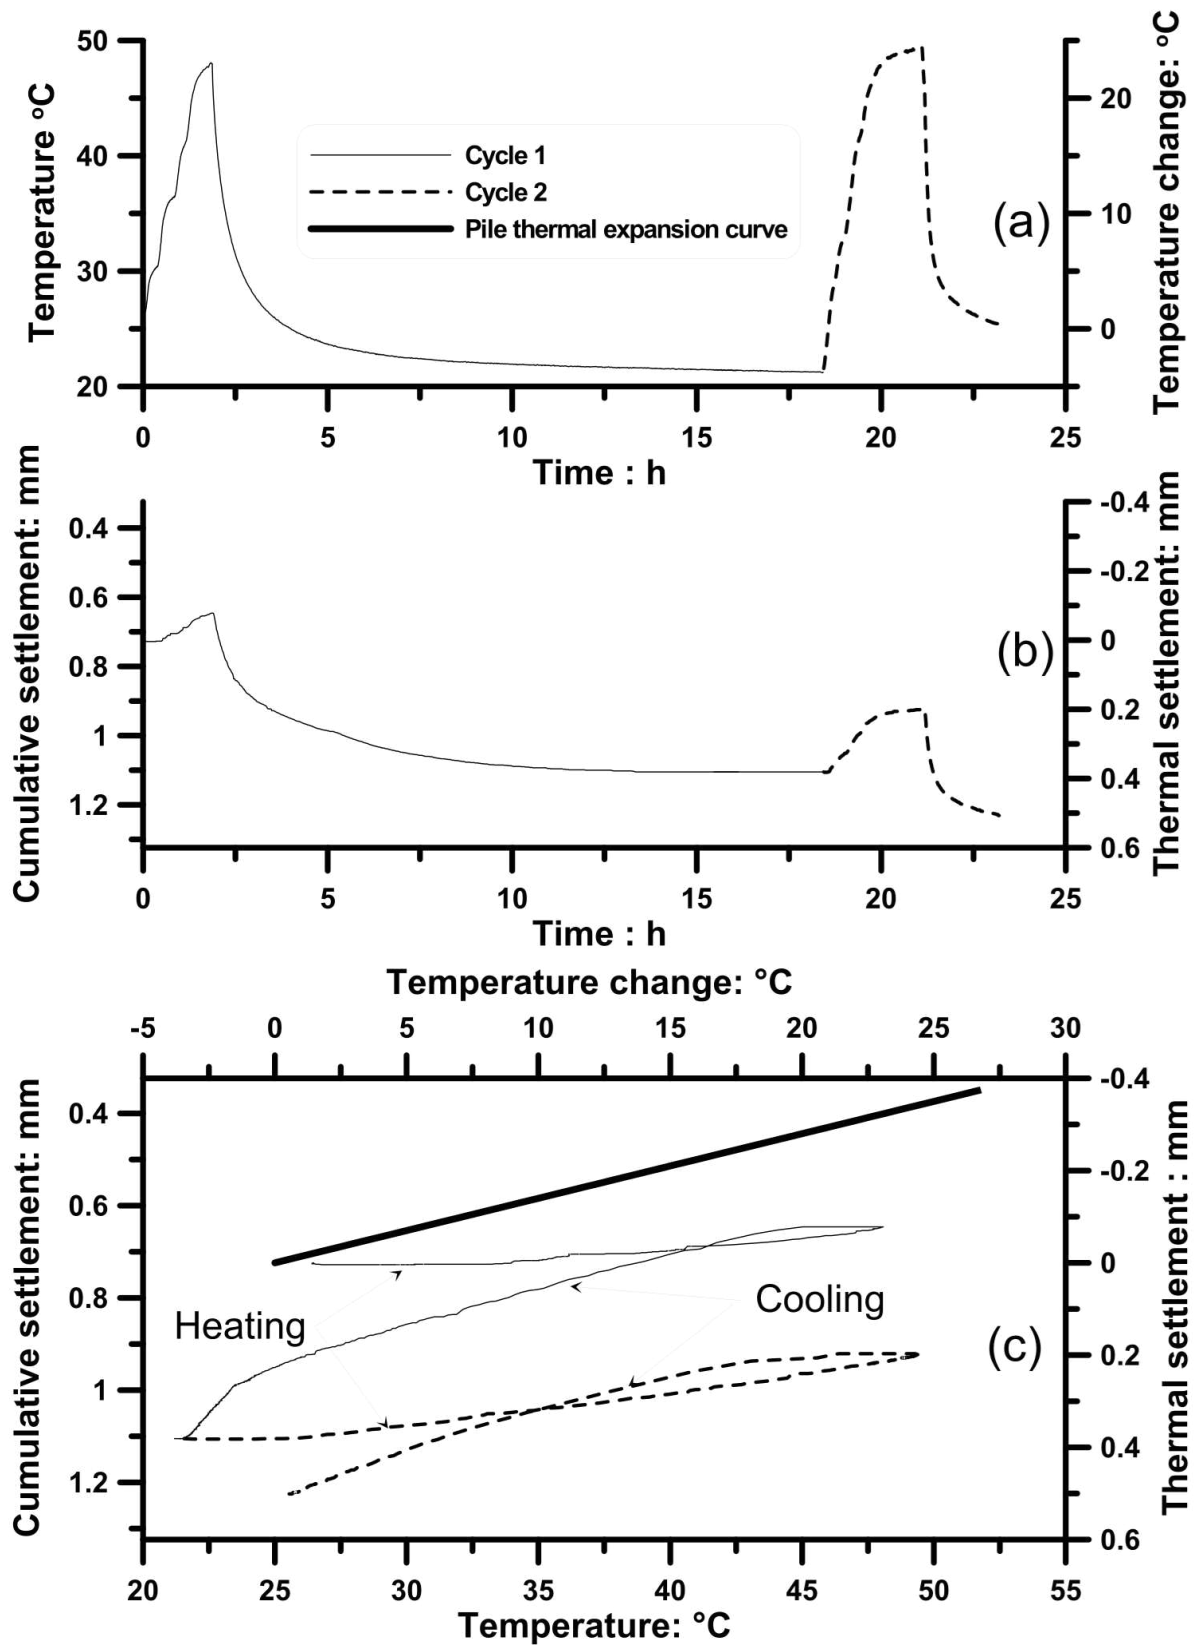 Temperature °C
50
40
30
20
Temperature change: °C
20
10
0
Cycle 1
Cycle 2
Pile thermal expansion curve
(a)
0 5 10 15 20 25
Time : h
Cumulative settlement: mm
0.4
0.6
0.8
1
1.2
Thermal settlement: mm
-0.4
-0.2
0
0.2
0.4
0.6
(b)
0 5 10 15 20 25
Time : h
Temperature change: °C
-5 0 5 10 15 20 25 30
Cumulative settlement: mm
0.4
0.6
0.8
1
1.2
Thermal settlement : mm
-0.4
-0.2
0
0.2
0.4
0.6
Heating
Cooling
(c)
20 25 30 35 40 45 50 55
Temperature: °C